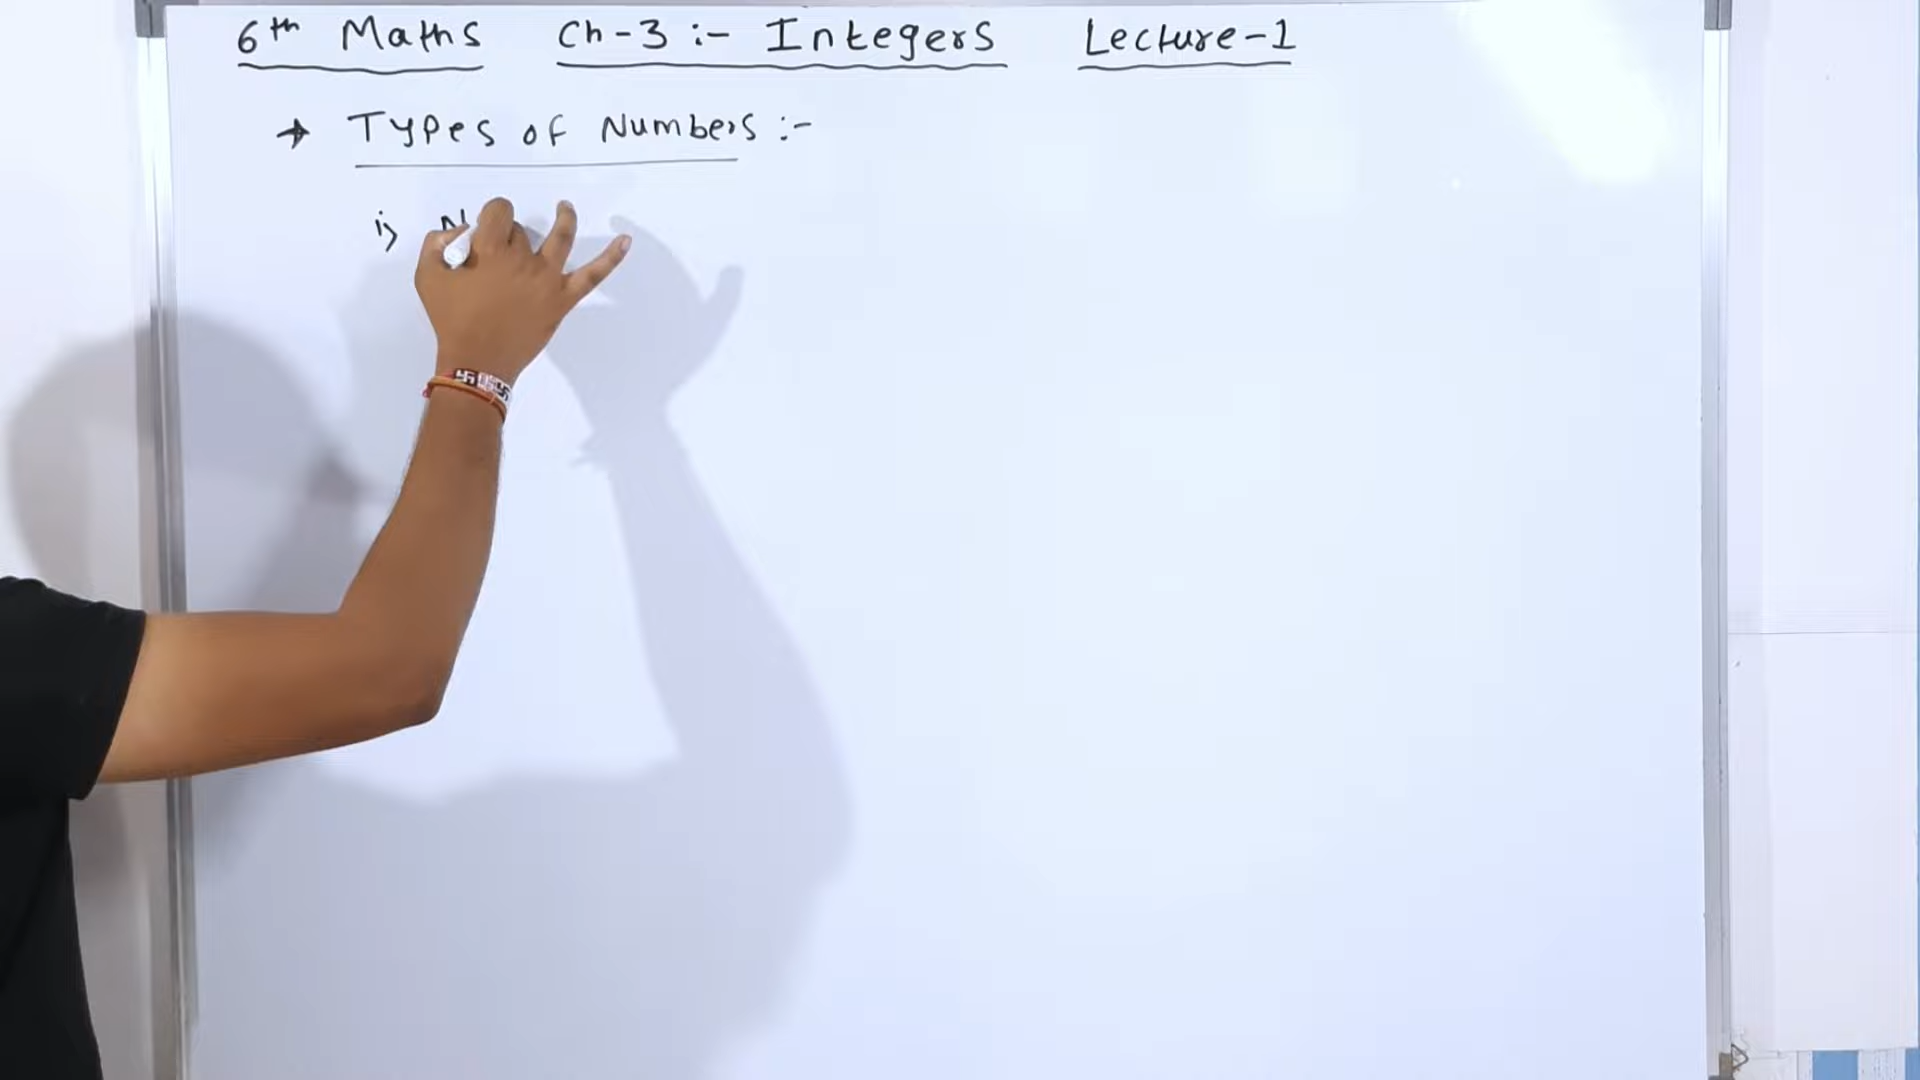 6th Maths Ch-3 :- Integers Lecture-1
→ Types of Numbers :-
i) N